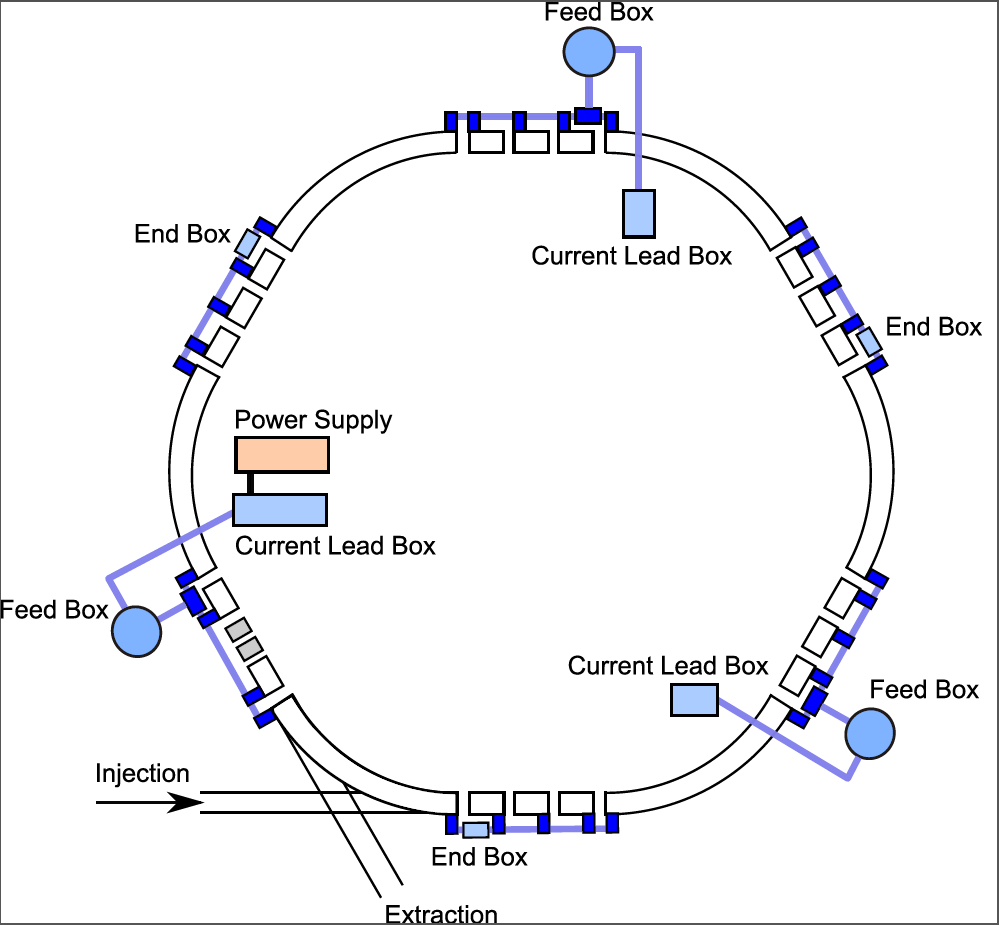 Feed Box
End Box
Current Lead Box
End Box
Power Supply
Current Lead Box
Feed Box
Current Lead Box
Feed Box
Injection
End Box
Extraction